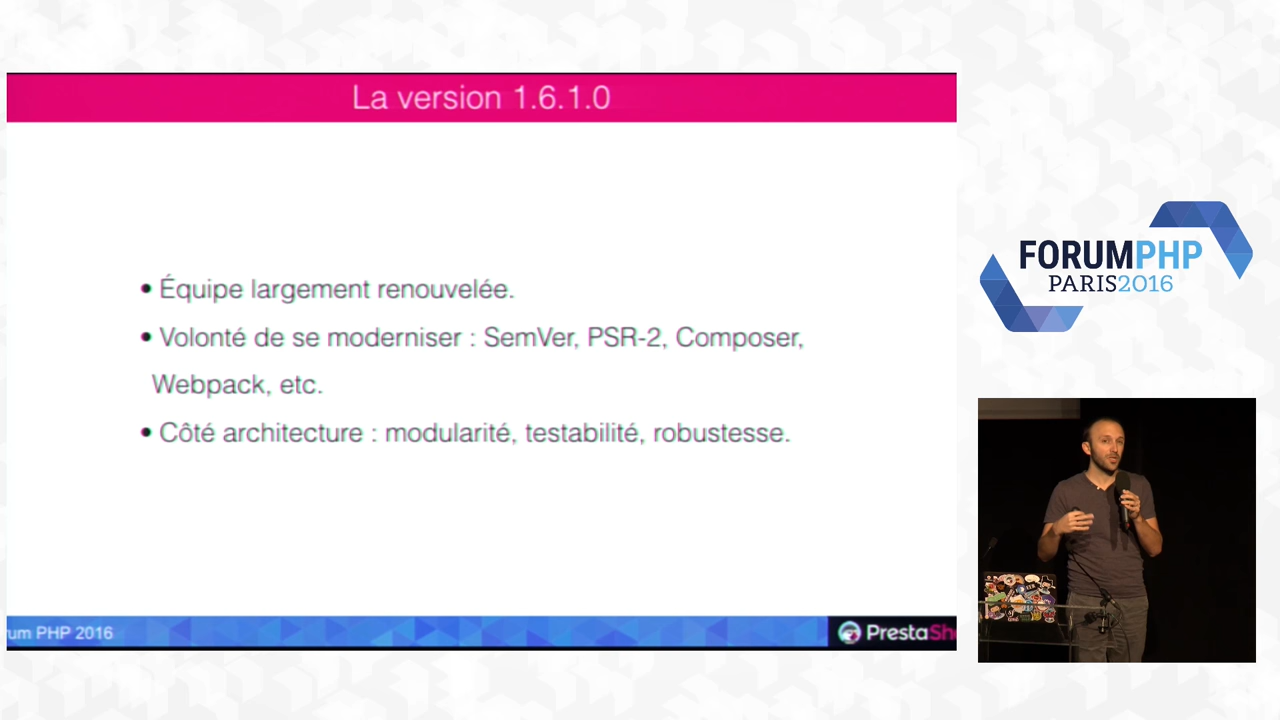 La version 1.6.1.0
• Équipe largement renouvelée.
• Volonté de se moderniser : SemVer, PSR-2, Composer,
Webpack, etc.
• Côté architecture : modularité, testabilité, robustesse.
um PHP 2016
PrestaSh
FORUMPHP
PARIS2016